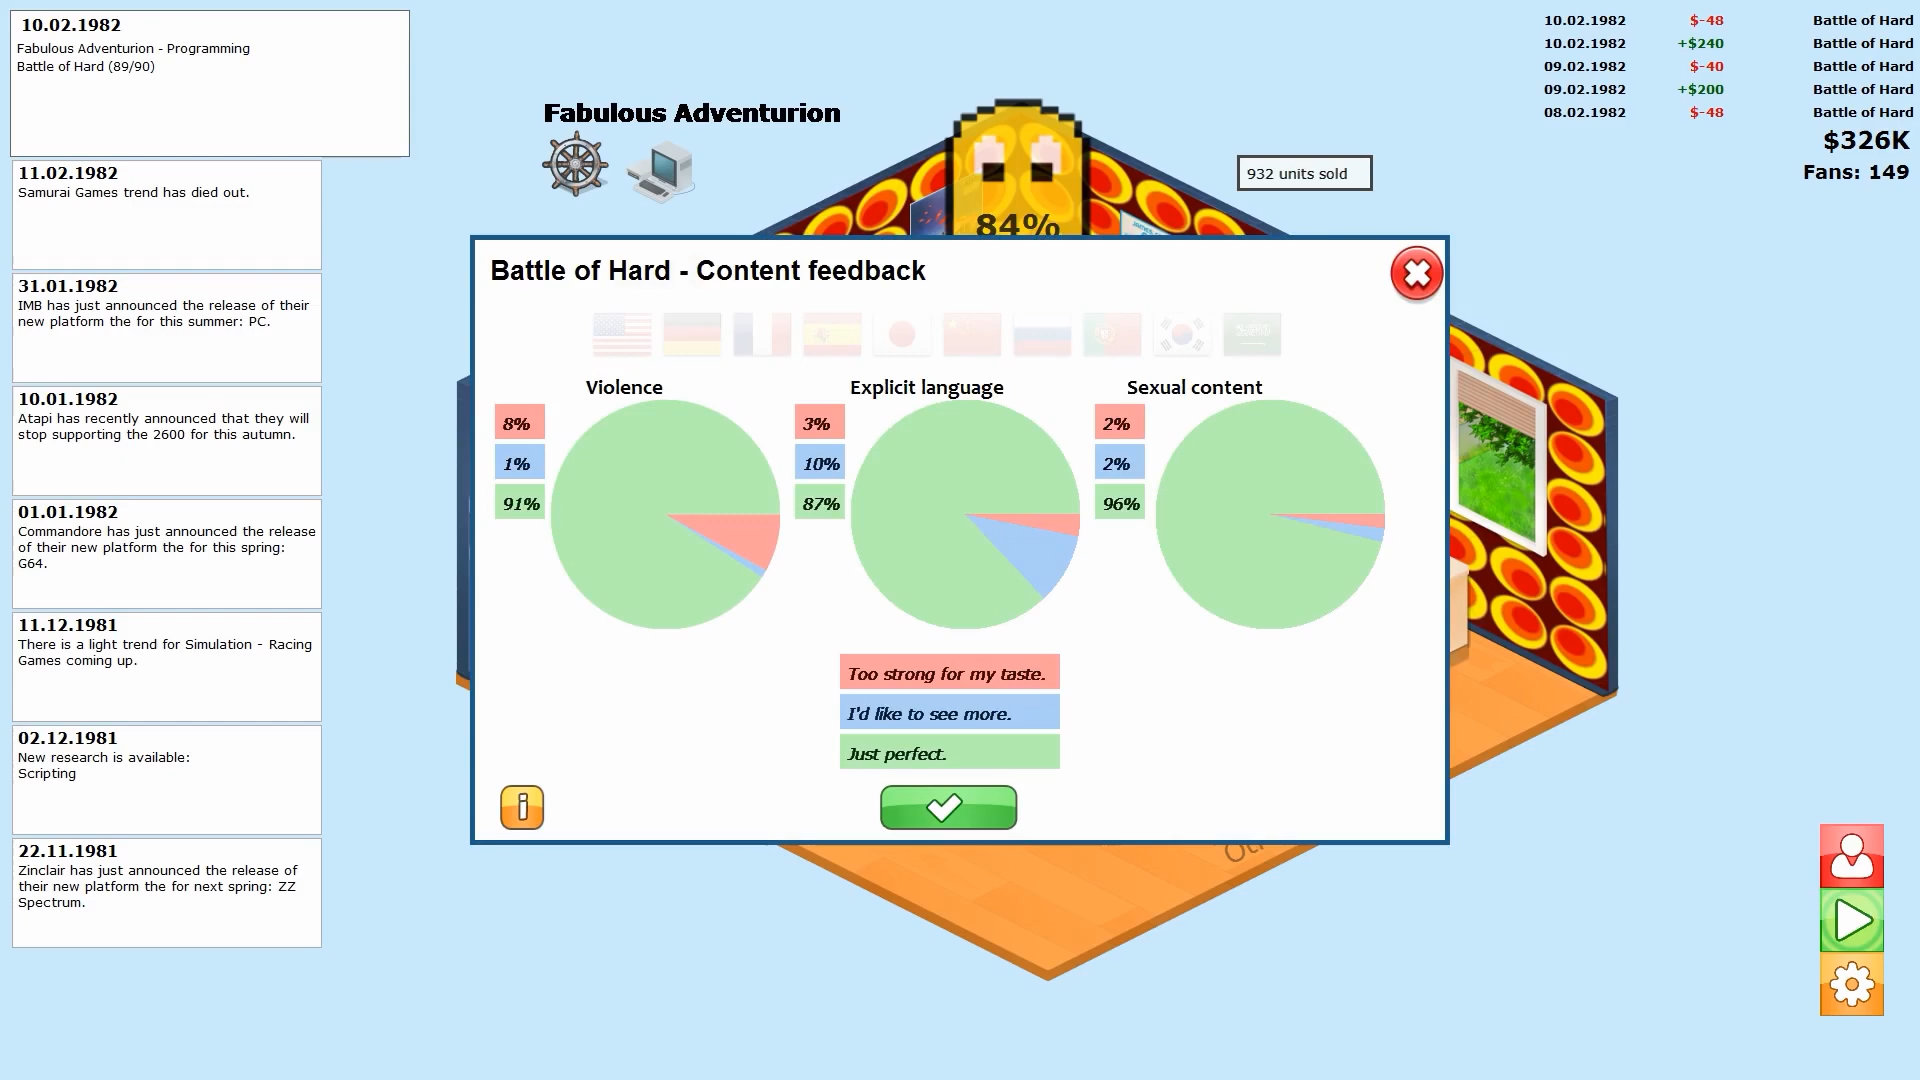 10.02.1982
Fabulous Adventurion - Programming
Battle of Hard (89/90)
11.02.1982
Samurai Games trend has died out.
31.01.1982
IMB has just announced the release of their
new platform the for this summer: PC.
10.01.1982
Atapi has recently announced that they will
stop supporting the 2600 for this autumn.
01.01.1982
Commandore has just announced the release
of their new platform the for this spring:
G64.
11.12.1981
There is a light trend for Simulation - Racing
Games coming up.
02.12.1981
New research is available:
Scripting
22.11.1981
Zinclair has just announced the release of
their new platform the for next spring: ZZ
Spectrum.
Fabulous Adventurion
84%
932 units sold
10.02.1982 $-48 Battle of Hard
10.02.1982 +$240 Battle of Hard
09.02.1982 $-40 Battle of Hard
09.02.1982 +$200 Battle of Hard
08.02.1982 $-48 Battle of Hard
$326K
Fans: 149
Battle of Hard - Content feedback
Violence
8%
1%
91%
Explicit language
3%
10%
87%
Sexual content
2%
2%
96%
Too strong for my taste.
I'd like to see more.
Just perfect.